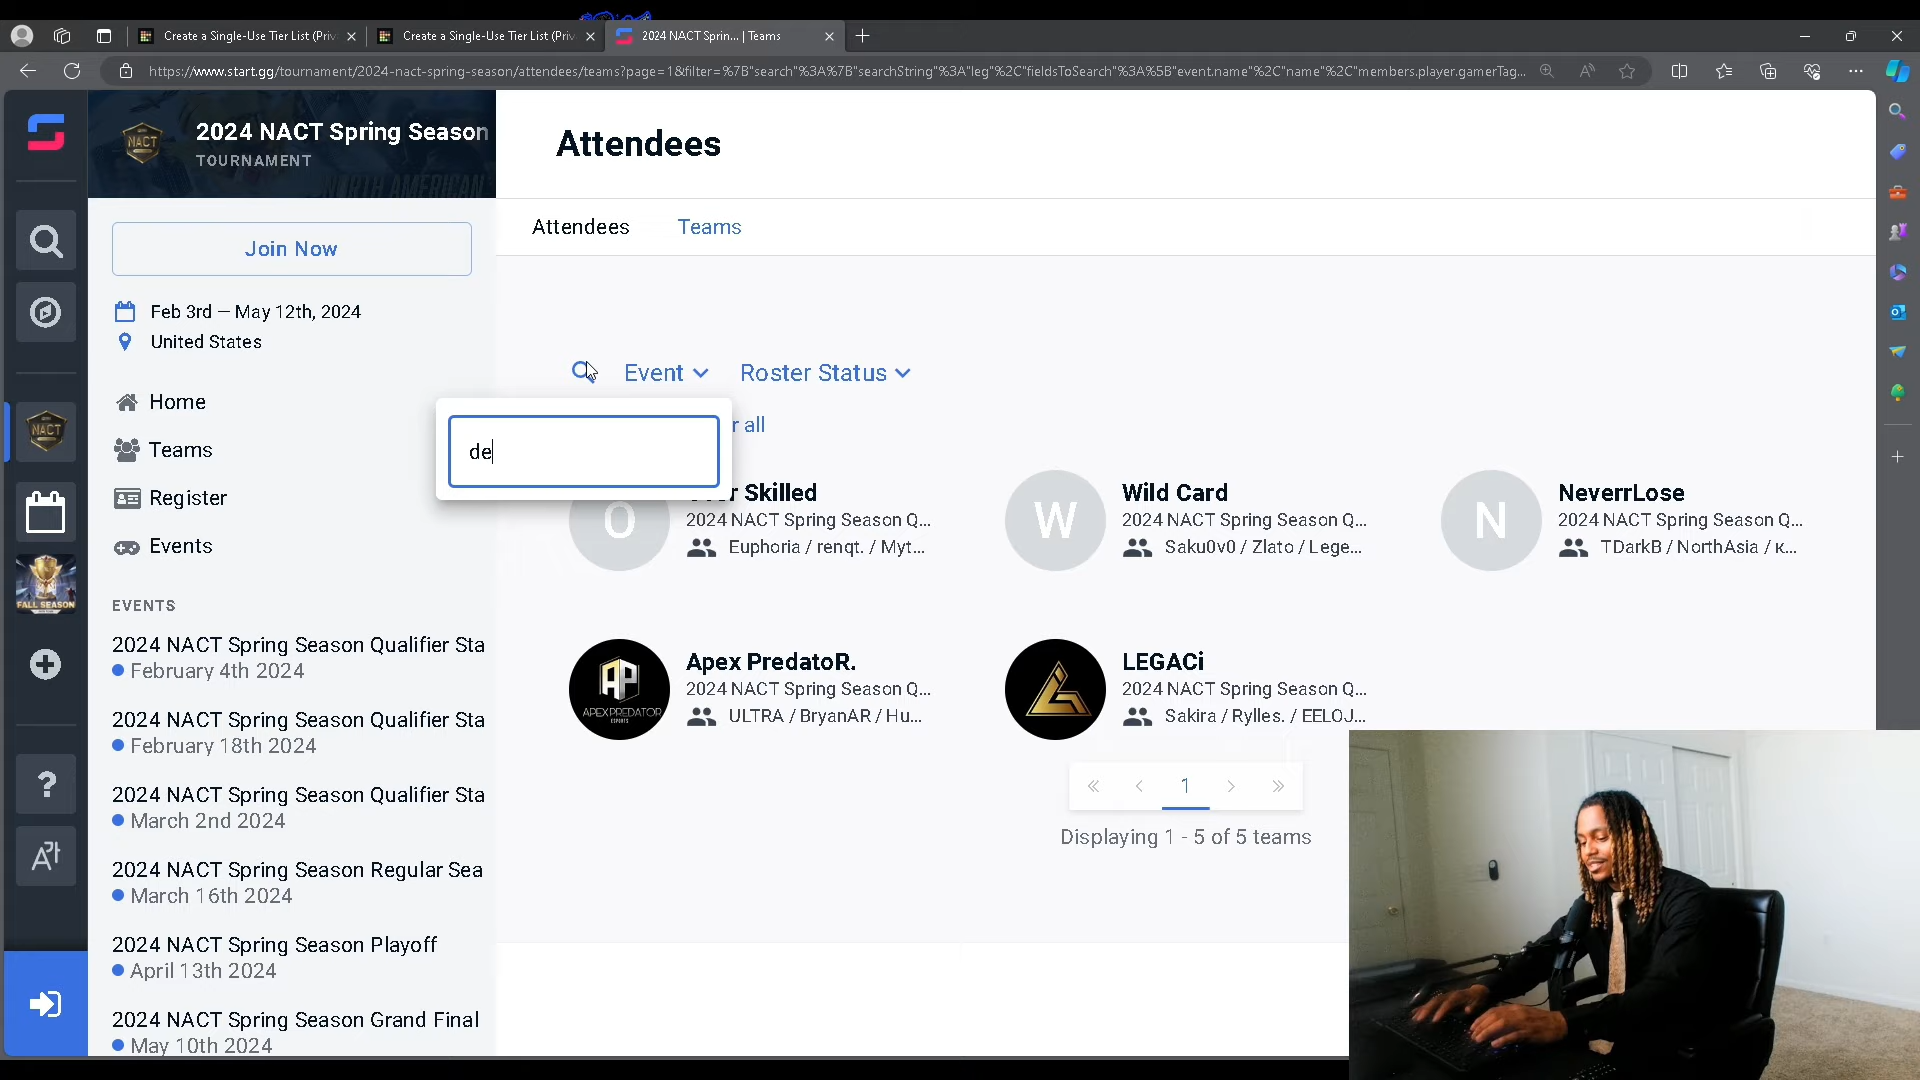 Create a Single-Use Tier List (Priv
Create a Single-Use Tier List (Priv
2024 NACT Sprin... | Teams
https://www.start.gg/tournament/2024-nact-spring-season/attendees/teams?page=1&filter=%7B"search"%3A%7B"searchString"%3A"leg"%2C"fieldsToSearch"%3A%5B"event.name"%2C"name"%2C"members.player.gamerTag...
NACT
2024 NACT Spring Season
TOURNAMENT
Attendees
Join Now
Attendees
Teams
Feb 3rd – May 12th, 2024
United States
Event
Roster Status
Home
Teams
Register
Events
de
r all
NACT
FALL SEASON
Skilled
2024 NACT Spring Season Q...
Euphoria / renqt. / Myt...
O
W
Wild Card
2024 NACT Spring Season Q...
Saku0v0 / Zlato / Lege...
N
NeverrLose
2024 NACT Spring Season Q...
TDarkB / NorthAsia / ĸ...
AP
APEXPREDATOR
ESPORTS
Apex PredatoR.
2024 NACT Spring Season Q...
ULTRA / BryanAR / Hu...
LEGACi
2024 NACT Spring Season Q...
Sakira / Rylles. / EELOJ...
1
Displaying 1 - 5 of 5 teams
EVENTS
2024 NACT Spring Season Qualifier Sta
February 4th 2024
2024 NACT Spring Season Qualifier Sta
February 18th 2024
2024 NACT Spring Season Qualifier Sta
March 2nd 2024
2024 NACT Spring Season Regular Sea
March 16th 2024
2024 NACT Spring Season Playoff
April 13th 2024
2024 NACT Spring Season Grand Final
May 10th 2024